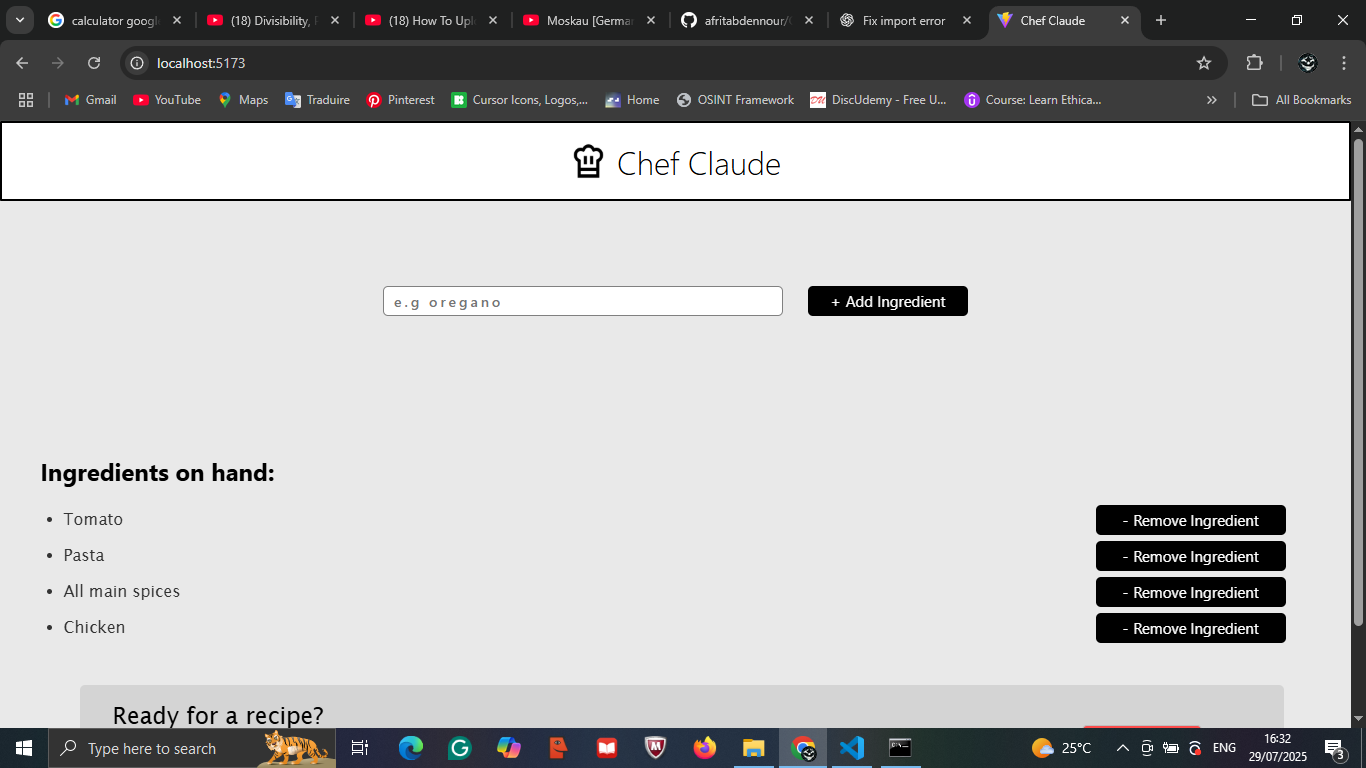 calculator googl
(18) Divisibility,
(18) How To Upl
Moskau [Germa
afritabdennour/
Fix import error
Chef Claude
localhost:5173
Gmail
YouTube
Maps
Traduire
Pinterest
Cursor Icons, Logos,...
Home
OSINT Framework
DU DiscUdemy - Free U...
Course: Learn Ethica...
All Bookmarks
Chef Claude
e.g oregano
+ Add Ingredient
Ingredients on hand:
• Tomato
- Remove Ingredient
• Pasta
- Remove Ingredient
• All main spices
- Remove Ingredient
• Chicken
- Remove Ingredient
Ready for a recipe?
Type here to search
25°C
ENG
16:32
29/07/2025
3